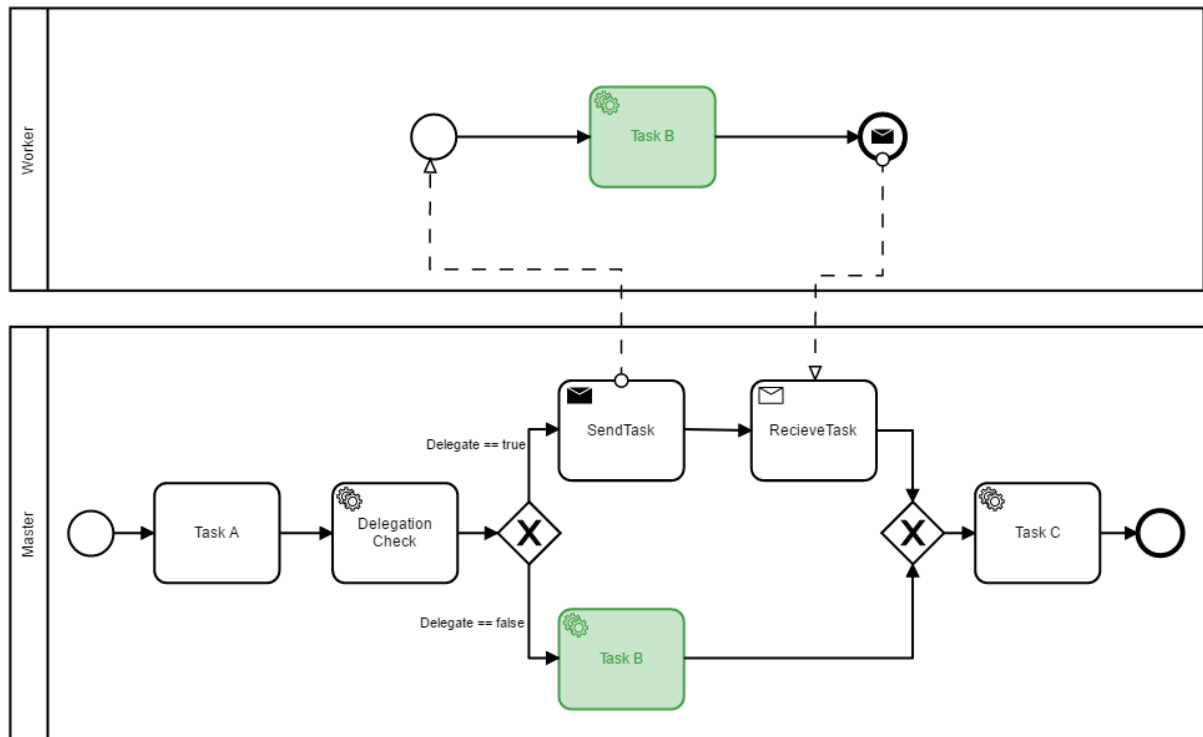 Worker
Task B
Master
Task A
Delegation
Check
Delegate == true
SendTask
RecieveTask
Delegate == false
Task B
Task C